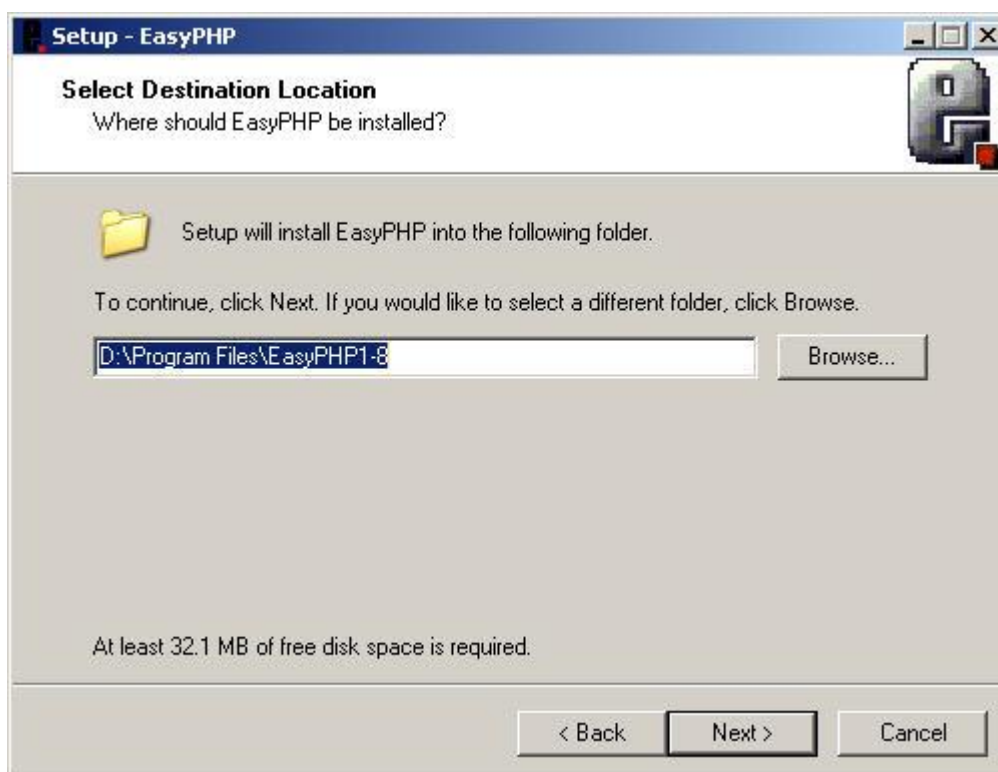 Setup - EasyPHP
Select Destination Location
Where should EasyPHP be installed?
Setup will install EasyPHP into the following folder.
To continue, click Next. If you would like to select a different folder, click Browse.
D:\Program Files\EasyPHP1-8
Browse...
At least 32.1 MB of free disk space is required.
< Back
Next >
Cancel